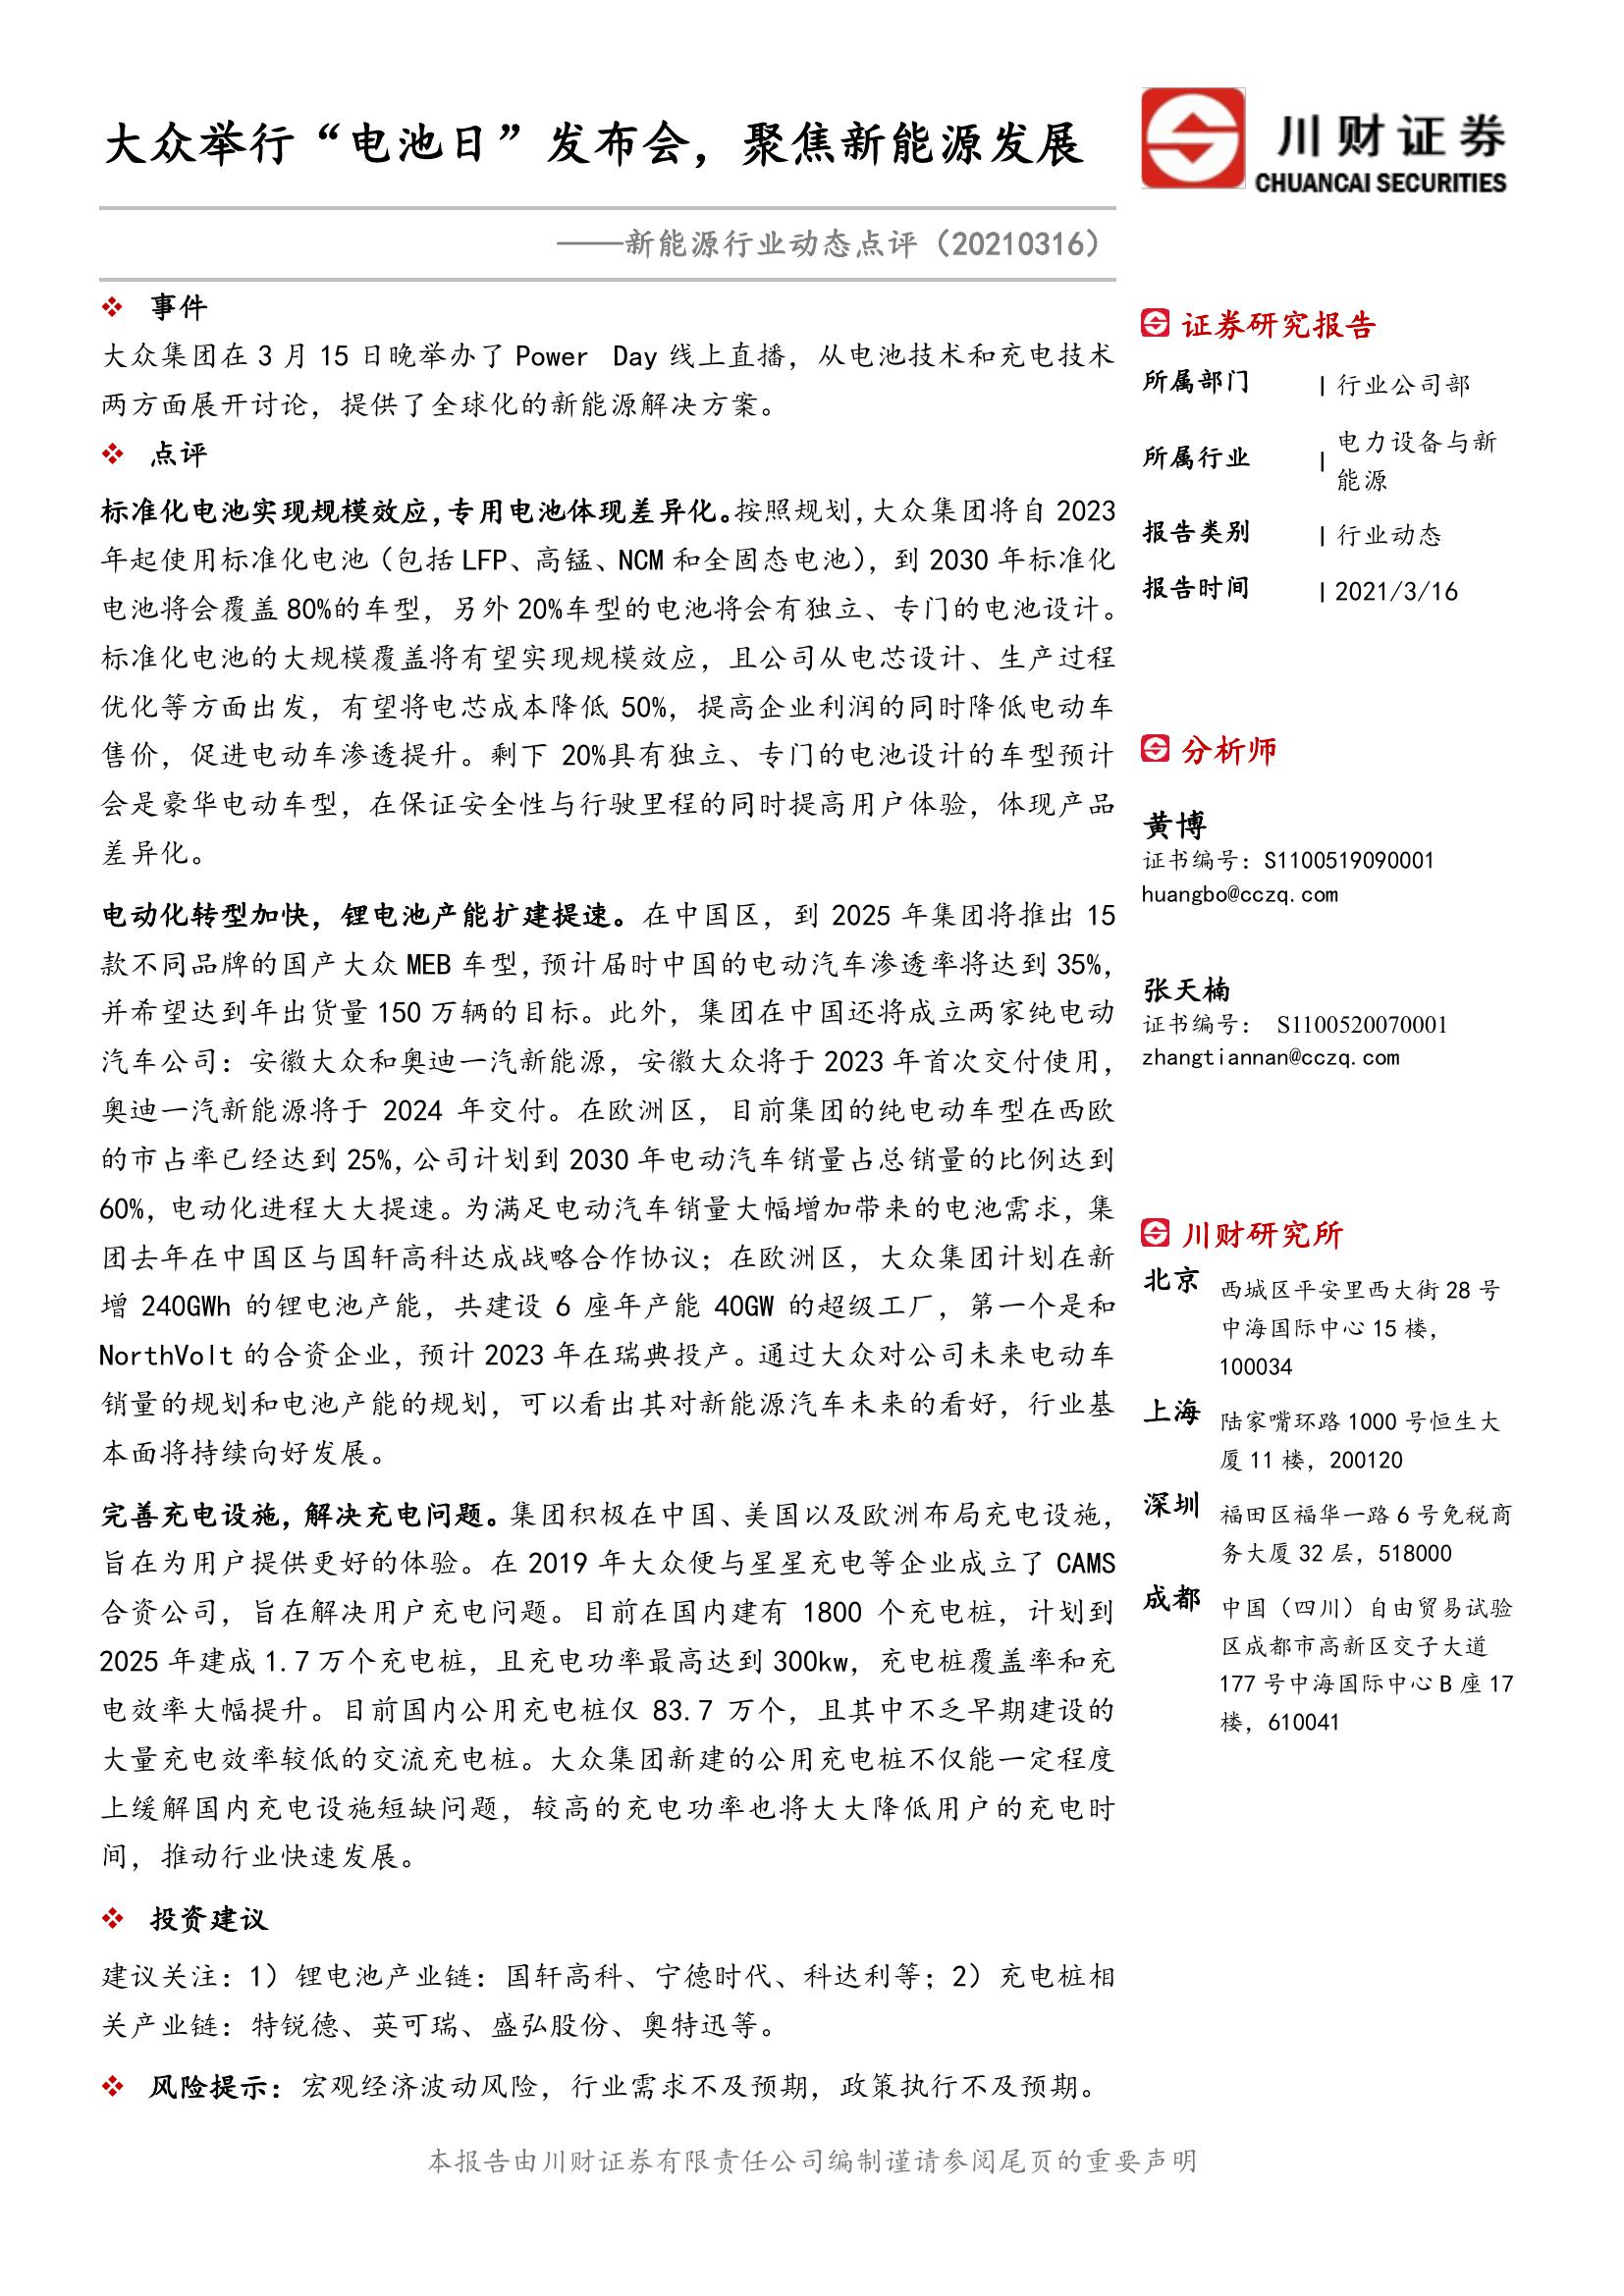 大众举行“电池日”发布会，聚焦新能源发展
川财证券
CHUANCAI SECURITIES
——新能源行业动态点评（20210316）
❖ 事件
大众集团在 3 月 15 日晚举办了 Power Day 线上直播，从电池技术和充电技术
两方面展开讨论，提供了全球化的新能源解决方案。
❖ 点评
标准化电池实现规模效应，专用电池体现差异化。按照规划，大众集团将自 2023
年起使用标准化电池（包括 LFP、高锰、NCM 和全固态电池），到 2030 年标准化
电池将会覆盖 80%的车型，另外 20%车型的电池将会有独立、专门的电池设计。
标准化电池的大规模覆盖将有望实现规模效应，且公司从电芯设计、生产过程
优化等方面出发，有望将电芯成本降低 50%，提高企业利润的同时降低电动车
售价，促进电动车渗透提升。剩下 20%具有独立、专门的电池设计的车型预计
会是豪华电动车型，在保证安全性与行驶里程的同时提高用户体验，体现产品
差异化。
电动化转型加快，锂电池产能扩建提速。在中国区，到 2025 年集团将推出 15
款不同品牌的国产大众 MEB 车型，预计届时中国的电动汽车渗透率将达到 35%，
并希望达到年出货量 150 万辆的目标。此外，集团在中国还将成立两家纯电动
汽车公司：安徽大众和奥迪一汽新能源，安徽大众将于 2023 年首次交付使用，
奥迪一汽新能源将于 2024 年交付。在欧洲区，目前集团的纯电动车型在西欧
的市占率已经达到 25%，公司计划到 2030 年电动汽车销量占总销量的比例达到
60%，电动化进程大大提速。为满足电动汽车销量大幅增加带来的电池需求，集
团去年在中国区与国轩高科达成战略合作协议；在欧洲区，大众集团计划在新
增 240GWh 的锂电池产能，共建设 6 座年产能 40GW 的超级工厂，第一个是和
NorthVolt 的合资企业，预计 2023 年在瑞典投产。通过大众对公司未来电动车
销量的规划和电池产能的规划，可以看出其对新能源汽车未来的看好，行业基
本面将持续向好发展。
完善充电设施，解决充电问题。集团积极在中国、美国以及欧洲布局充电设施，
旨在为用户提供更好的体验。在 2019 年大众便与星星充电等企业成立了 CAMS
合资公司，旨在解决用户充电问题。目前在国内建有 1800 个充电桩，计划到
2025 年建成 1.7 万个充电桩，且充电功率最高达到 300kw，充电桩覆盖率和充
电效率大幅提升。目前国内公用充电桩仅 83.7 万个，且其中不乏早期建设的
大量充电效率较低的交流充电桩。大众集团新建的公用充电桩不仅能一定程度
上缓解国内充电设施短缺问题，较高的充电功率也将大大降低用户的充电时
间，推动行业快速发展。
❖ 投资建议
建议关注：1）锂电池产业链：国轩高科、宁德时代、科达利等；2）充电桩相
关产业链：特锐德、英可瑞、盛弘股份、奥特迅等。
❖ 风险提示：宏观经济波动风险，行业需求不及预期，政策执行不及预期。
证券研究报告
所属部门 | 行业公司部
所属行业 | 电力设备与新
能源
报告类别 | 行业动态
报告时间 | 2021/3/16
分析师
黄博
证书编号：S1100519090001
huangbo@cczq.com
张天楠
证书编号： S1100520070001
zhangtiannan@cczq.com
川财研究所
北京 西城区平安里西大街 28 号
中海国际中心 15 楼，
100034
上海 陆家嘴环路 1000 号恒生大
厦 11 楼，200120
深圳 福田区福华一路 6 号免税商
务大厦 32 层，518000
成都 中国（四川）自由贸易试验
区成都市高新区交子大道
177 号中海国际中心 B 座 17
楼，610041
本报告由川财证券有限责任公司编制谨请参阅尾页的重要声明